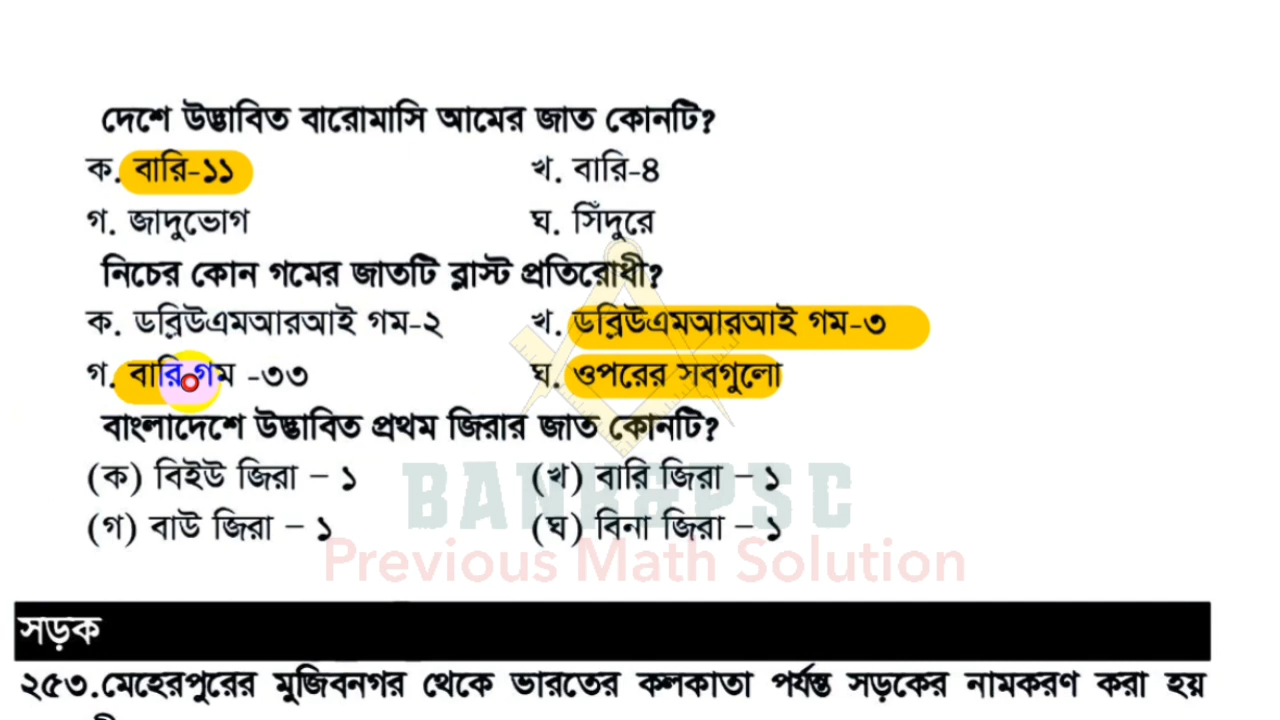 দেশে উদ্ভাবিত বারোমাসি আমের জাত কোনটি?
ক. বারি-১১ খ. বারি-৪
গ. জাদুভোগ ঘ. সিঁদুরে
নিচের কোন গমের জাতটি ব্লাস্ট প্রতিরোধী?
ক. ডব্লিউএমআরআই গম-২ খ. ডব্লিউএমআরআই গম-৩
গ. বারি গম -৩৩ ঘ. ওপরের সবগুলো
বাংলাদেশে উদ্ভাবিত প্রথম জিরার জাত কোনটি?
(ক) বিইউ জিরা – ১ (খ) বারি জিরা – ১
BANK&PSC
(গ) বাউ জিরা – ১ (ঘ) বিনা জিরা – ১
Previous Math Solution
সড়ক
২৫৩.মেহেরপুরের মুজিবনগর থেকে ভারতের কলকাতা পর্যন্ত সড়কের নামকরণ করা হয়